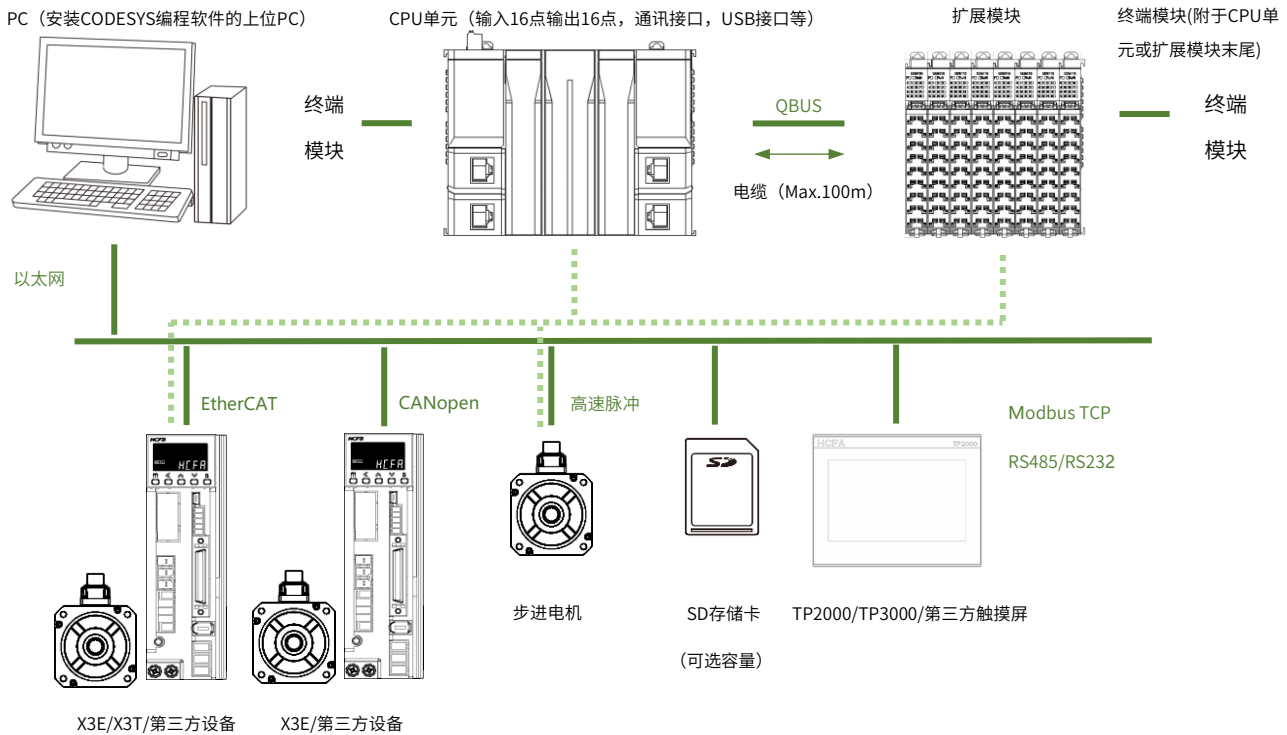 PC（安装CODESYS编程软件的上位PC）
CPU单元（输入16点输出16点，通讯接口，USB接口等）
扩展模块
终端模块(附于CPU单
元或扩展模块末尾)
终端
模块
QBUS
电缆（Max.100m）
终端
模块
以太网
EtherCAT
CANopen
高速脉冲
Modbus TCP
RS485/RS232
HCFA
HCFA
HCFA
HCFA
HCFA
TP2000
步进电机
SD存储卡
（可选容量）
TP2000/TP3000/第三方触摸屏
X3E/X3T/第三方设备
X3E/第三方设备